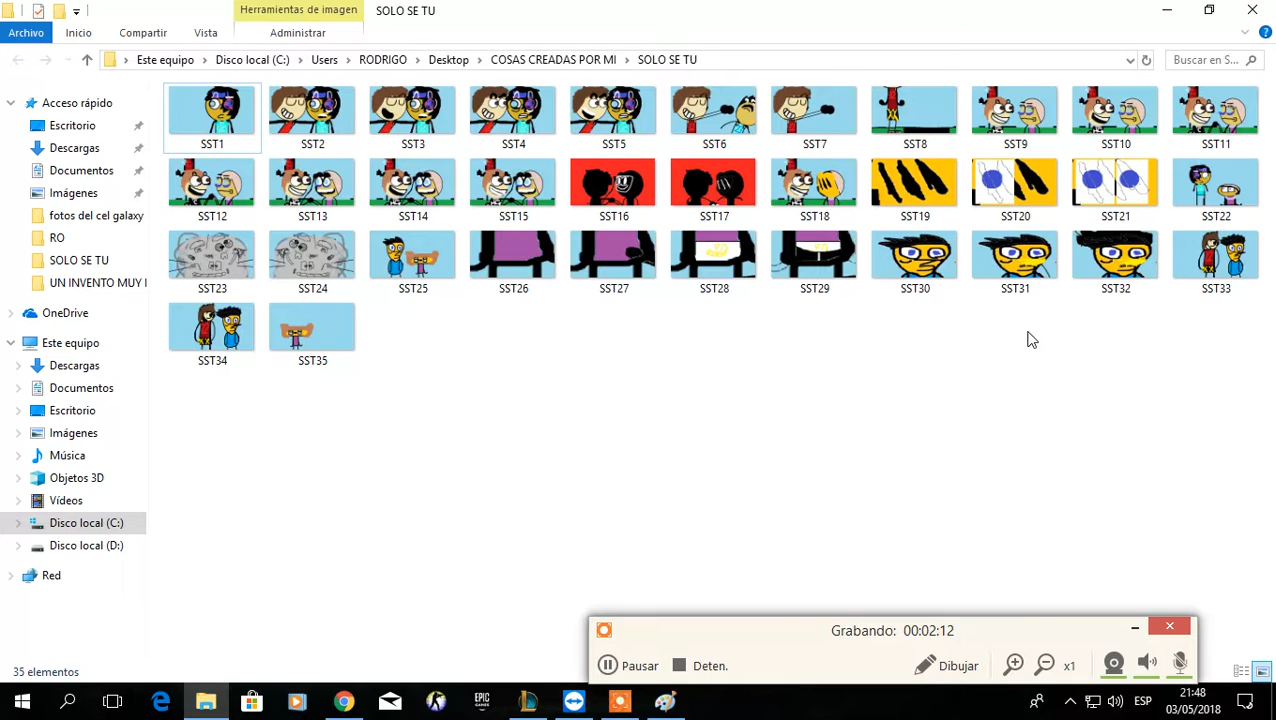 Herramientas de imagen
SOLO SE TU
Archivo
Inicio
Compartir
Vista
Administrar
Este equipo
Disco local (C:)
Users
RODRIGO
Desktop
COSAS CREADAS POR MI
SOLO SE TU
Buscar en S...
Acceso rápido
Escritorio
Descargas
Documentos
Imágenes
fotos del cel galaxy
RO
SOLO SE TU
UN INVENTO MUY I
OneDrive
Este equipo
Descargas
Documentos
Escritorio
Imágenes
Música
Objetos 3D
Vídeos
Disco local (C:)
Disco local (D:)
Red
SST1 SST2 SST3 SST4 SST5 SST6 SST7 SST8 SST9 SST10 SST11
SST12 SST13 SST14 SST15 SST16 SST17 SST18 SST19 SST20 SST21 SST22
SST23 SST24 SST25 SST26 SST27 SST28 SST29 SST30 SST31 SST32 SST33
SST34 SST35
Grabando: 00:02:12
Pausar
Deten.
Dibujar
x1
35 elementos
EPIC
GAMES
ESP
21:48
03/05/2018